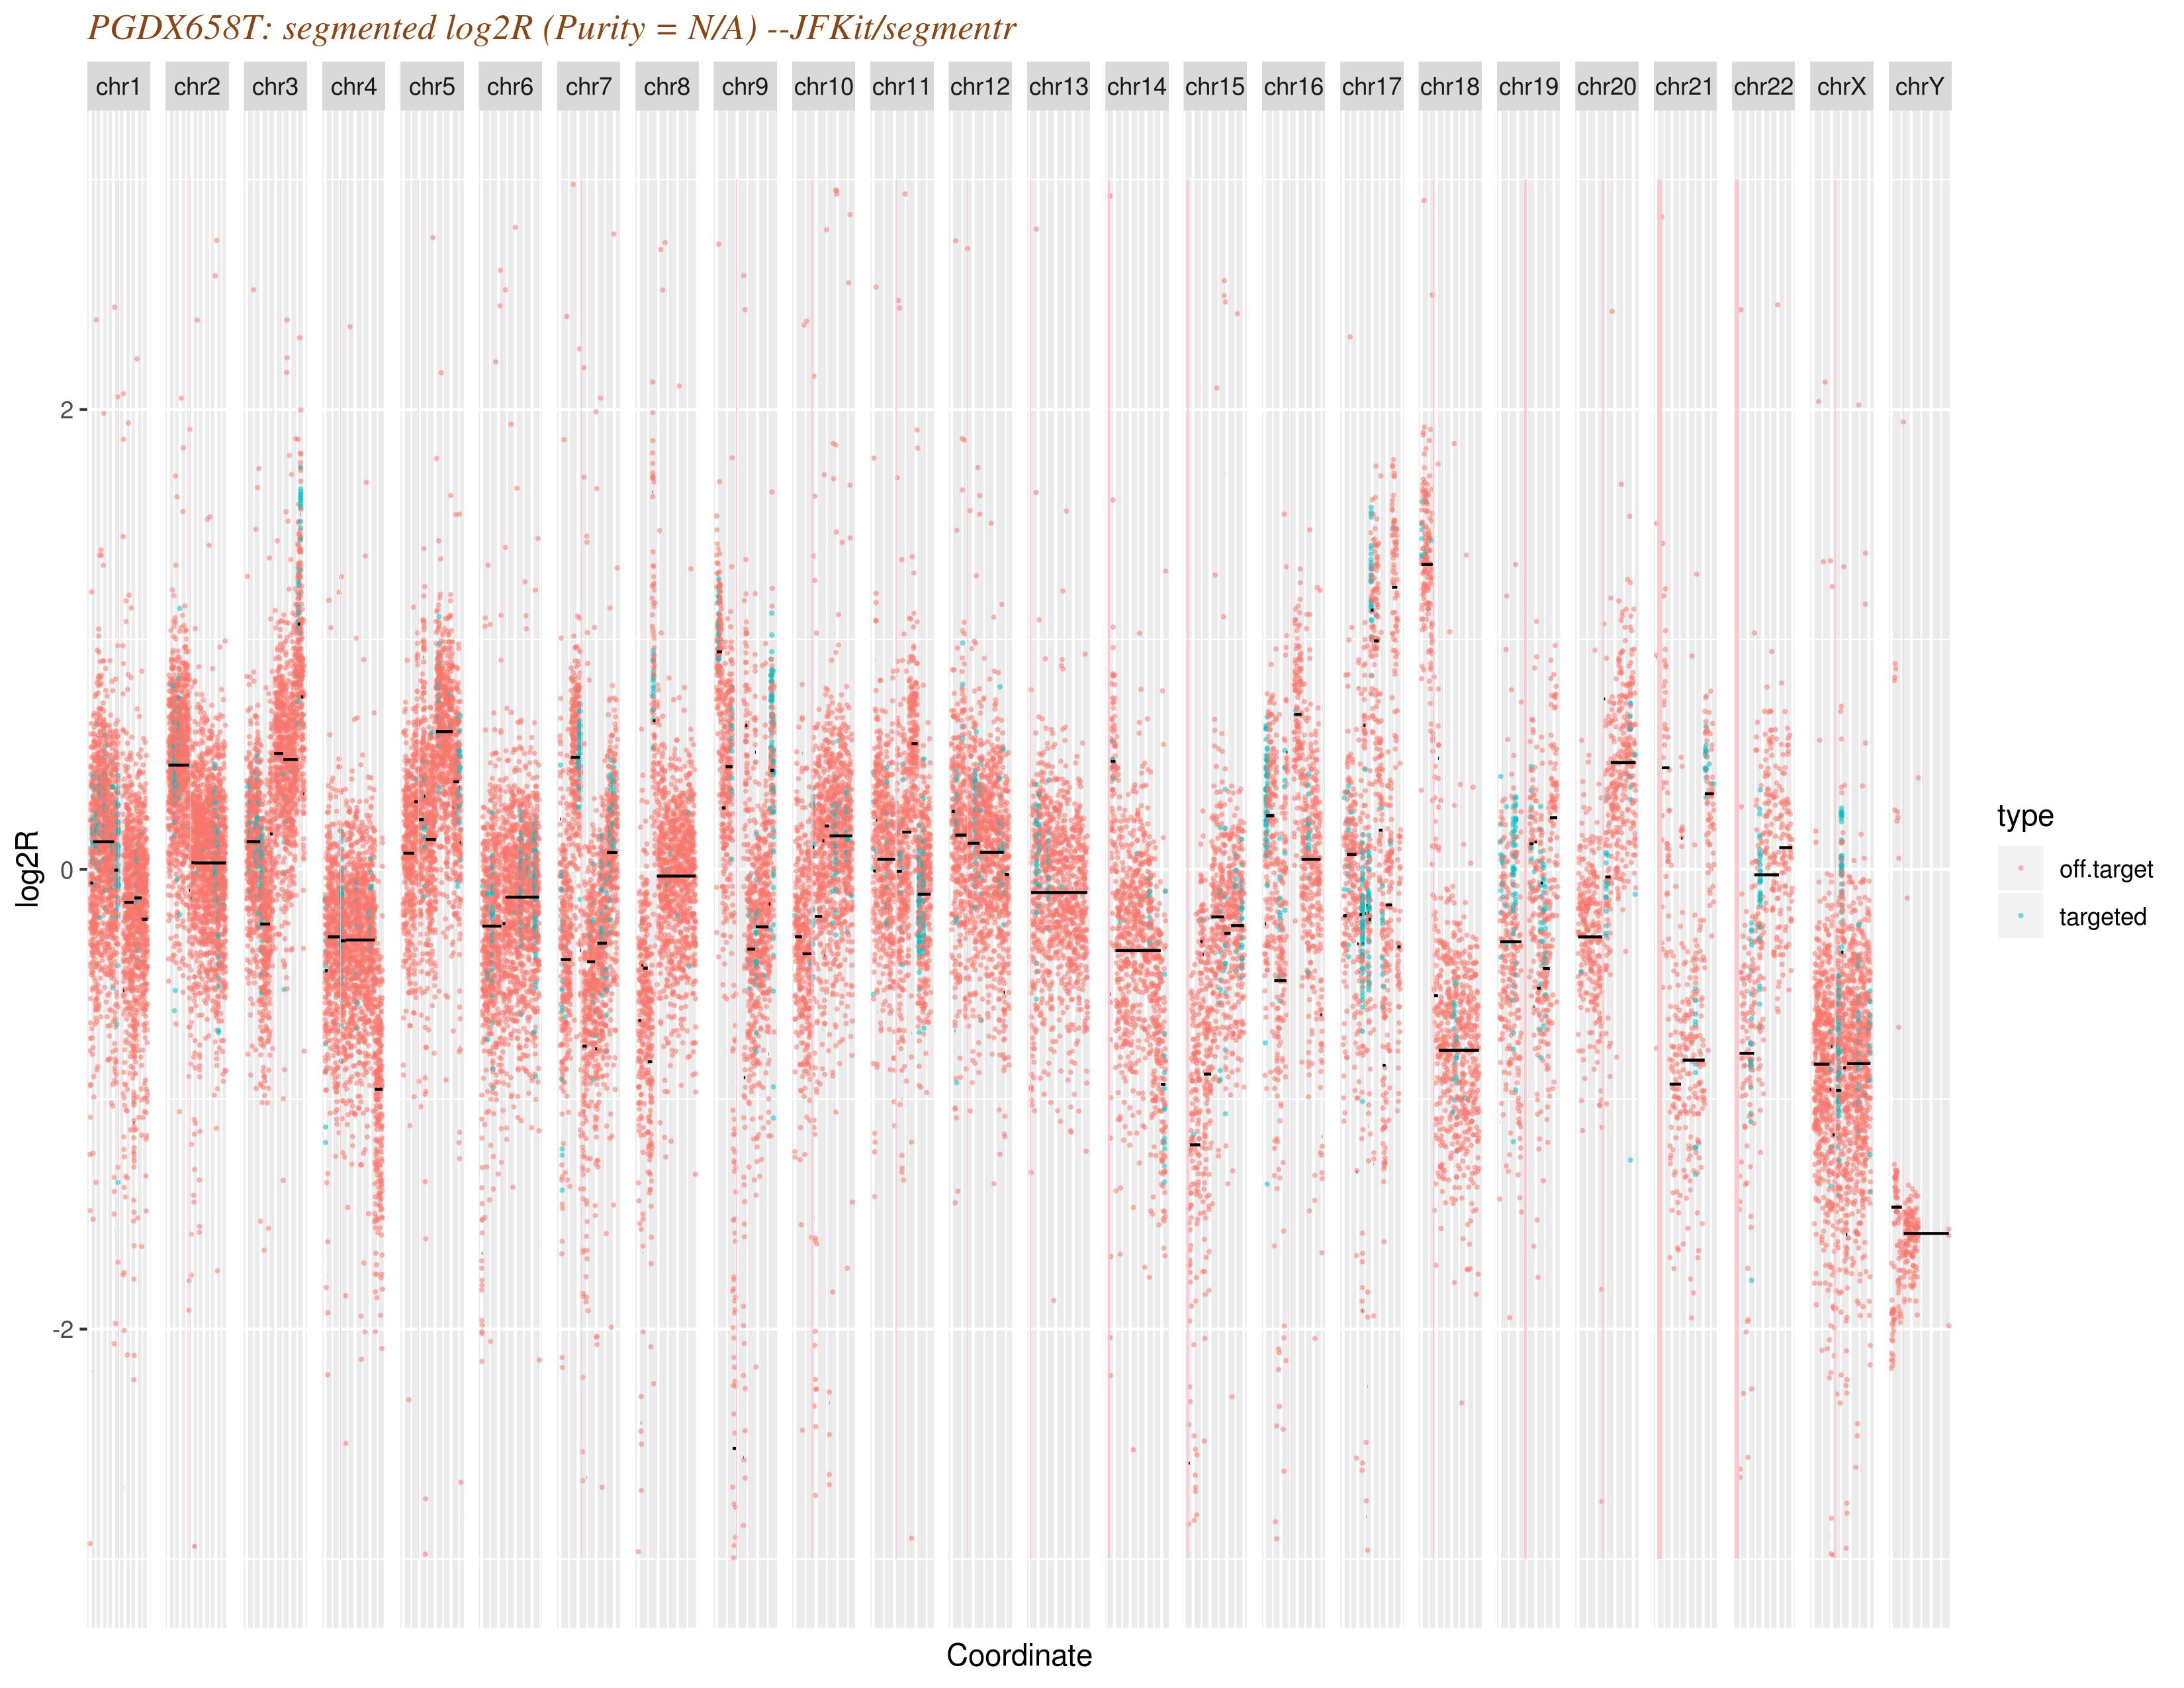 PGDX658T: segmented log2R (Purity = N/A) --JFKit/segmentr
chr1 chr2 chr3 chr4 chr5 chr6 chr7 chr8 chr9 chr10 chr11 chr12 chr13 chr14 chr15 chr16 chr17 chr18 chr19 chr20 chr21 chr22 chrX chrY
2
0
-2
log2R
Coordinate
type
off.target
targeted